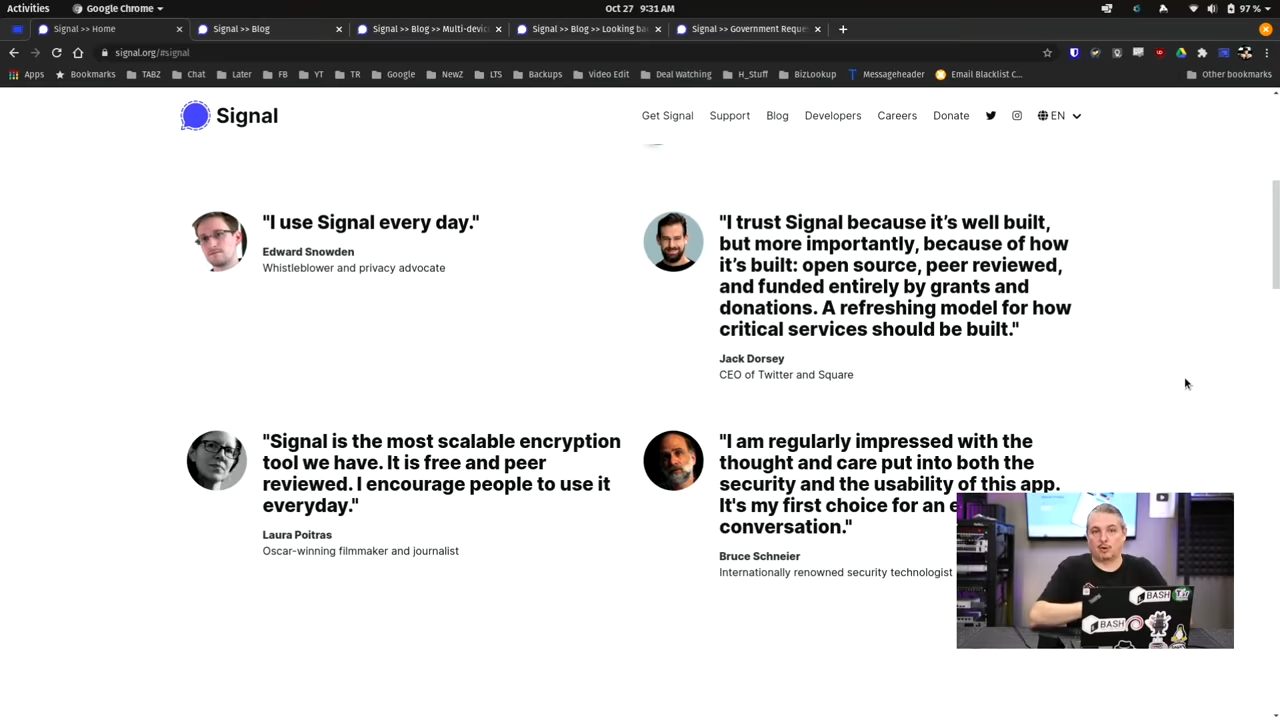 Activities
Google Chrome
Oct 27 9:31 AM
97 %
Signal >> Home
Signal >> Blog
Signal >> Blog >> Multi-devic
Signal >> Blog >> Looking ba
Signal >> Government Reque
signal.org/#signal
Apps
Bookmarks
TABZ
Chat
Later
FB
YT
TR
Google
NewZ
LTS
Backups
Video Edit
Deal Watching
H_Stuff
BizLookup
Messageheader
Email Blacklist C...
Other bookmarks
Signal
Get Signal
Support
Blog
Developers
Careers
Donate
EN
"I use Signal every day."
Edward Snowden
Whistleblower and privacy advocate
"I trust Signal because it’s well built,
but more importantly, because of how
it’s built: open source, peer reviewed,
and funded entirely by grants and
donations. A refreshing model for how
critical services should be built."
Jack Dorsey
CEO of Twitter and Square
"Signal is the most scalable encryption
tool we have. It is free and peer
reviewed. I encourage people to use it
everyday."
Laura Poitras
Oscar-winning filmmaker and journalist
"I am regularly impressed with the
thought and care put into both the
security and the usability of this app.
It's my first choice for an e
conversation."
Bruce Schneier
Internationally renowned security technologist
BASH
BASH